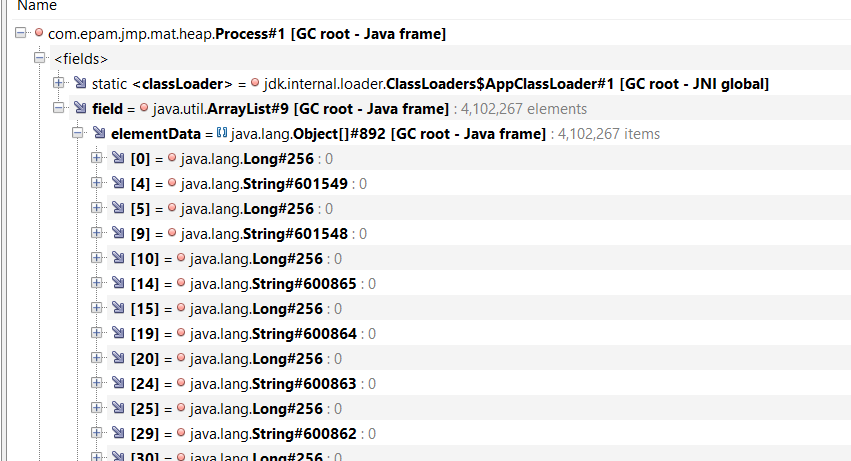 Name
com.epam.jmp.mat.heap.Process#1 [GC root - Java frame]
<fields>
static <classLoader> = jdk.internal.loader.ClassLoaders$AppClassLoader#1 [GC root - JNI global]
field = java.util.ArrayList#9 [GC root - Java frame] : 4,102,267 elements
elementData = java.lang.Object[]#892 [GC root - Java frame] : 4,102,267 items
[0] = java.lang.Long#256 : 0
[4] = java.lang.String#601549 : 0
[5] = java.lang.Long#256 : 0
[9] = java.lang.String#601548 : 0
[10] = java.lang.Long#256 : 0
[14] = java.lang.String#600865 : 0
[15] = java.lang.Long#256 : 0
[19] = java.lang.String#600864 : 0
[20] = java.lang.Long#256 : 0
[24] = java.lang.String#600863 : 0
[25] = java.lang.Long#256 : 0
[29] = java.lang.String#600862 : 0
[30] = java.lang.Long#256 : 0